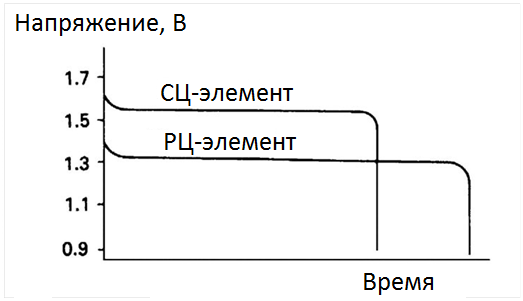 Напряжение, В
1.7
СЦ-элемент
1.5
РЦ-элемент
1.3
1.1
0.9
Время